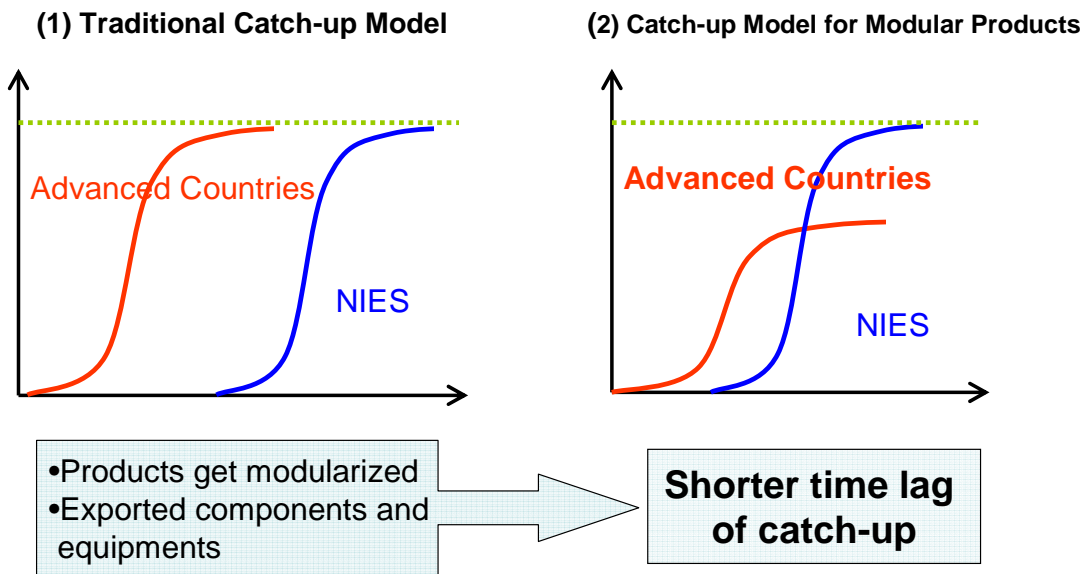 (1) Traditional Catch-up Model
(2) Catch-up Model for Modular Products
Advanced Countries
NIES
Advanced Countries
NIES
•Products get modularized
•Exported components and
equipments
Shorter time lag
of catch-up